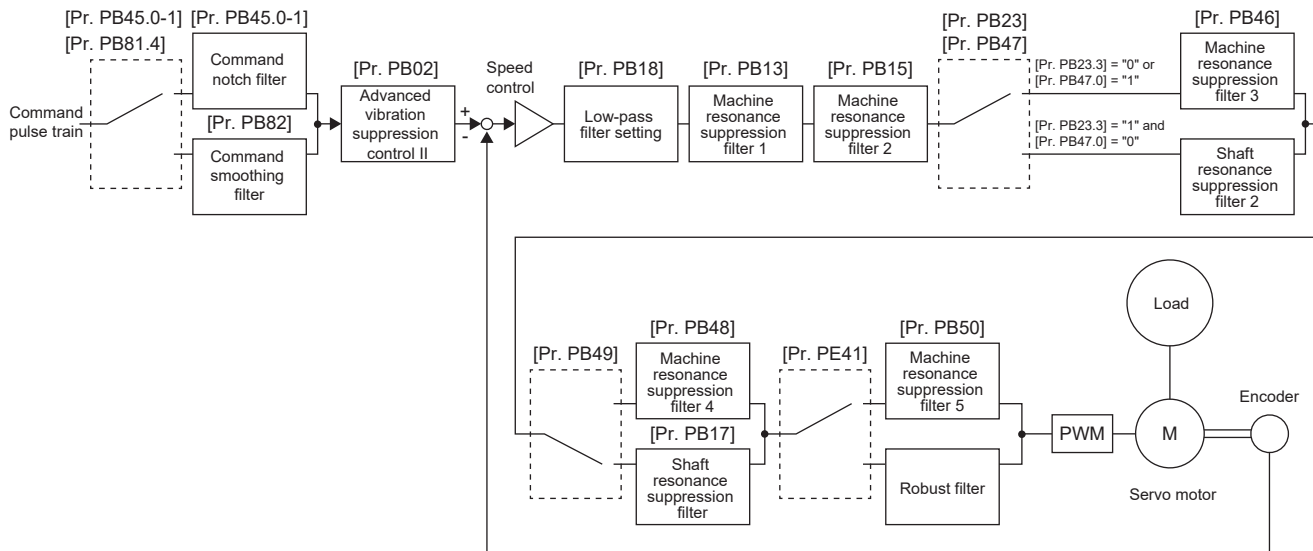 [Pr. PB45.0-1]
[Pr. PB81.4]
[Pr. PB45.0-1]
Command
pulse train
Command
notch filter
[Pr. PB82]
Command
smoothing
filter
[Pr. PB02]
Advanced
vibration
suppression
control II
+
-
Speed
control
[Pr. PB18]
Low-pass
filter setting
[Pr. PB13]
Machine
resonance
suppression
filter 1
[Pr. PB15]
Machine
resonance
suppression
filter 2
[Pr. PB23]
[Pr. PB47]
[Pr. PB23.3] = "0" or
[Pr. PB47.0] = "1"
[Pr. PB23.3] = "1" and
[Pr. PB47.0] = "0"
[Pr. PB46]
Machine
resonance
suppression
filter 3
Shaft
resonance
suppression
filter 2
[Pr. PB49]
[Pr. PB48]
Machine
resonance
suppression
filter 4
[Pr. PB17]
Shaft
resonance
suppression
filter
[Pr. PE41]
[Pr. PB50]
Machine
resonance
suppression
filter 5
Robust filter
PWM
Load
M
Servo motor
Encoder